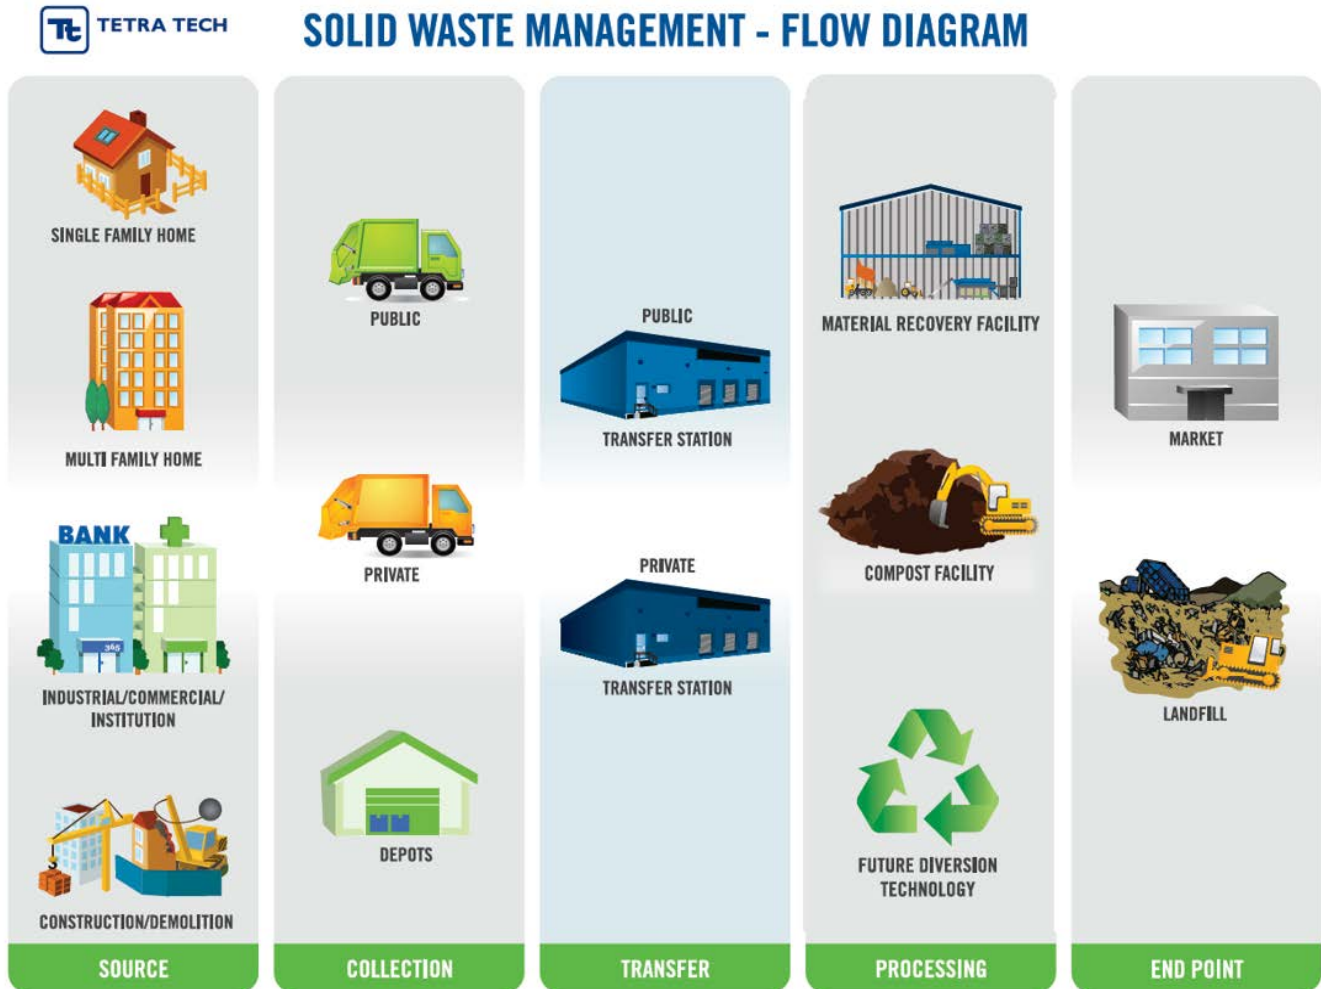 TETRA TECH
SOLID WASTE MANAGEMENT - FLOW DIAGRAM
SINGLE FAMILY HOME
MULTI FAMILY HOME
BANK
365
INDUSTRIAL/COMMERCIAL/
INSTITUTION
CONSTRUCTION/DEMOLITION
SOURCE
PUBLIC
PRIVATE
DEPOTS
COLLECTION
PUBLIC
TRANSFER STATION
PRIVATE
TRANSFER STATION
TRANSFER
MATERIAL RECOVERY FACILITY
COMPOST FACILITY
FUTURE DIVERSION
TECHNOLOGY
PROCESSING
MARKET
LANDFILL
END POINT